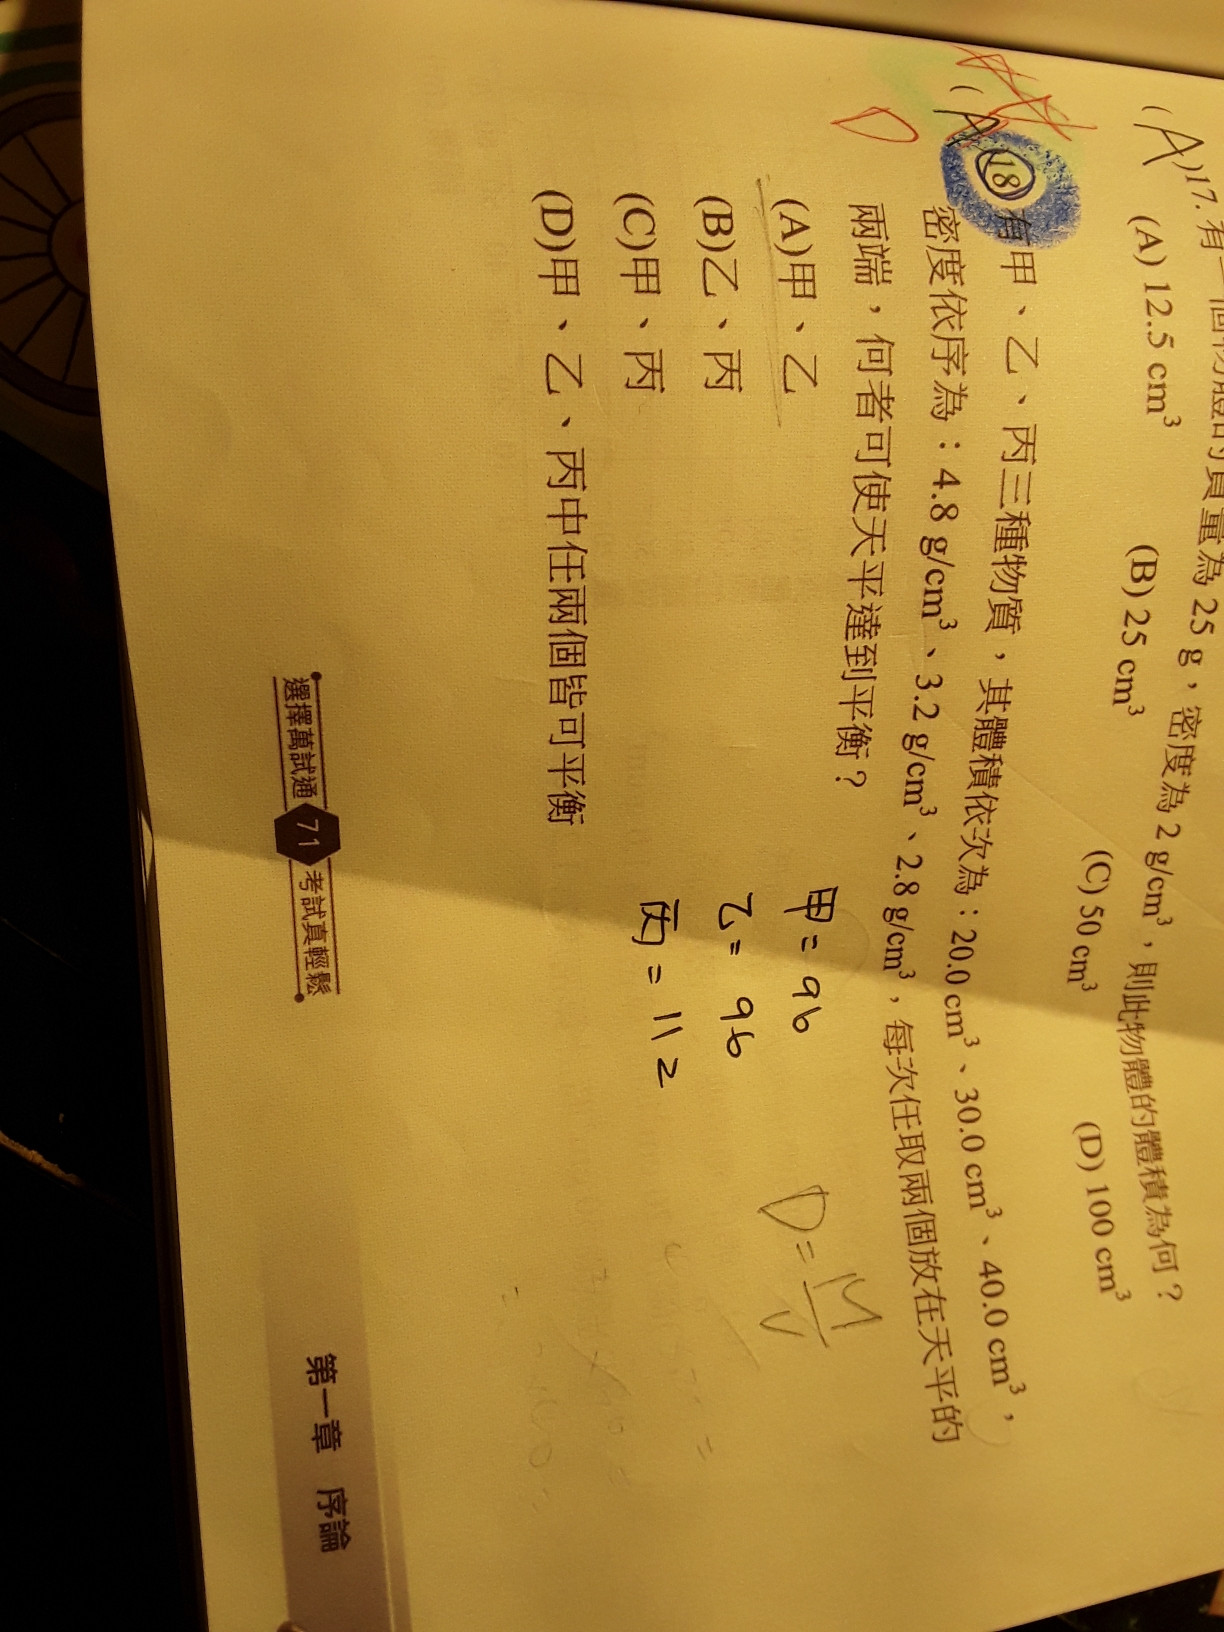 (A)17. 有一個物體的質量為 25 g，密度為 2 g/cm³，則此物體的體積為何？
(A) 12.5 cm³ (B) 25 cm³ (C) 50 cm³ (D) 100 cm³
(A)18 有甲、乙、丙三種物質，其體積依次為：20.0 cm³、30.0 cm³、40.0 cm³，
密度依序為：4.8 g/cm³、3.2 g/cm³、2.8 g/cm³，每次任取兩個放在天平的
兩端，何者可使天平達到平衡？
(A)甲、乙
(B)乙、丙
(C)甲、丙
(D)甲、乙、丙中任兩個皆可平衡
甲=96
乙=96
丙=112
D=M/V
選擇萬試通 71 考試真輕鬆
第一章 序論